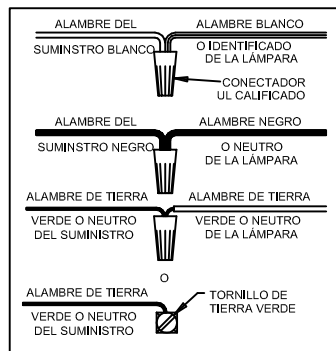 ALAMBRE DEL
SUMINSTRO BLANCO
ALAMBRE BLANCO
O IDENTIFICADO
DE LA LÁMPARA
CONECTADOR
UL CALIFICADO
ALAMBRE DEL
SUMINSTRO NEGRO
ALAMBRE NEGRO
O NEUTRO
DE LA LÁMPARA
ALAMBRE DE TIERRA
VERDE O NEUTRO
DEL SUMINISTRO
ALAMBRE DE TIERRA
VERDE O NEUTRO
DE LA LÁMPARA
O
ALAMBRE DE TIERRA
VERDE O NEUTRO
DEL SUMINISTRO
TORNILLO DE
TIERRA VERDE